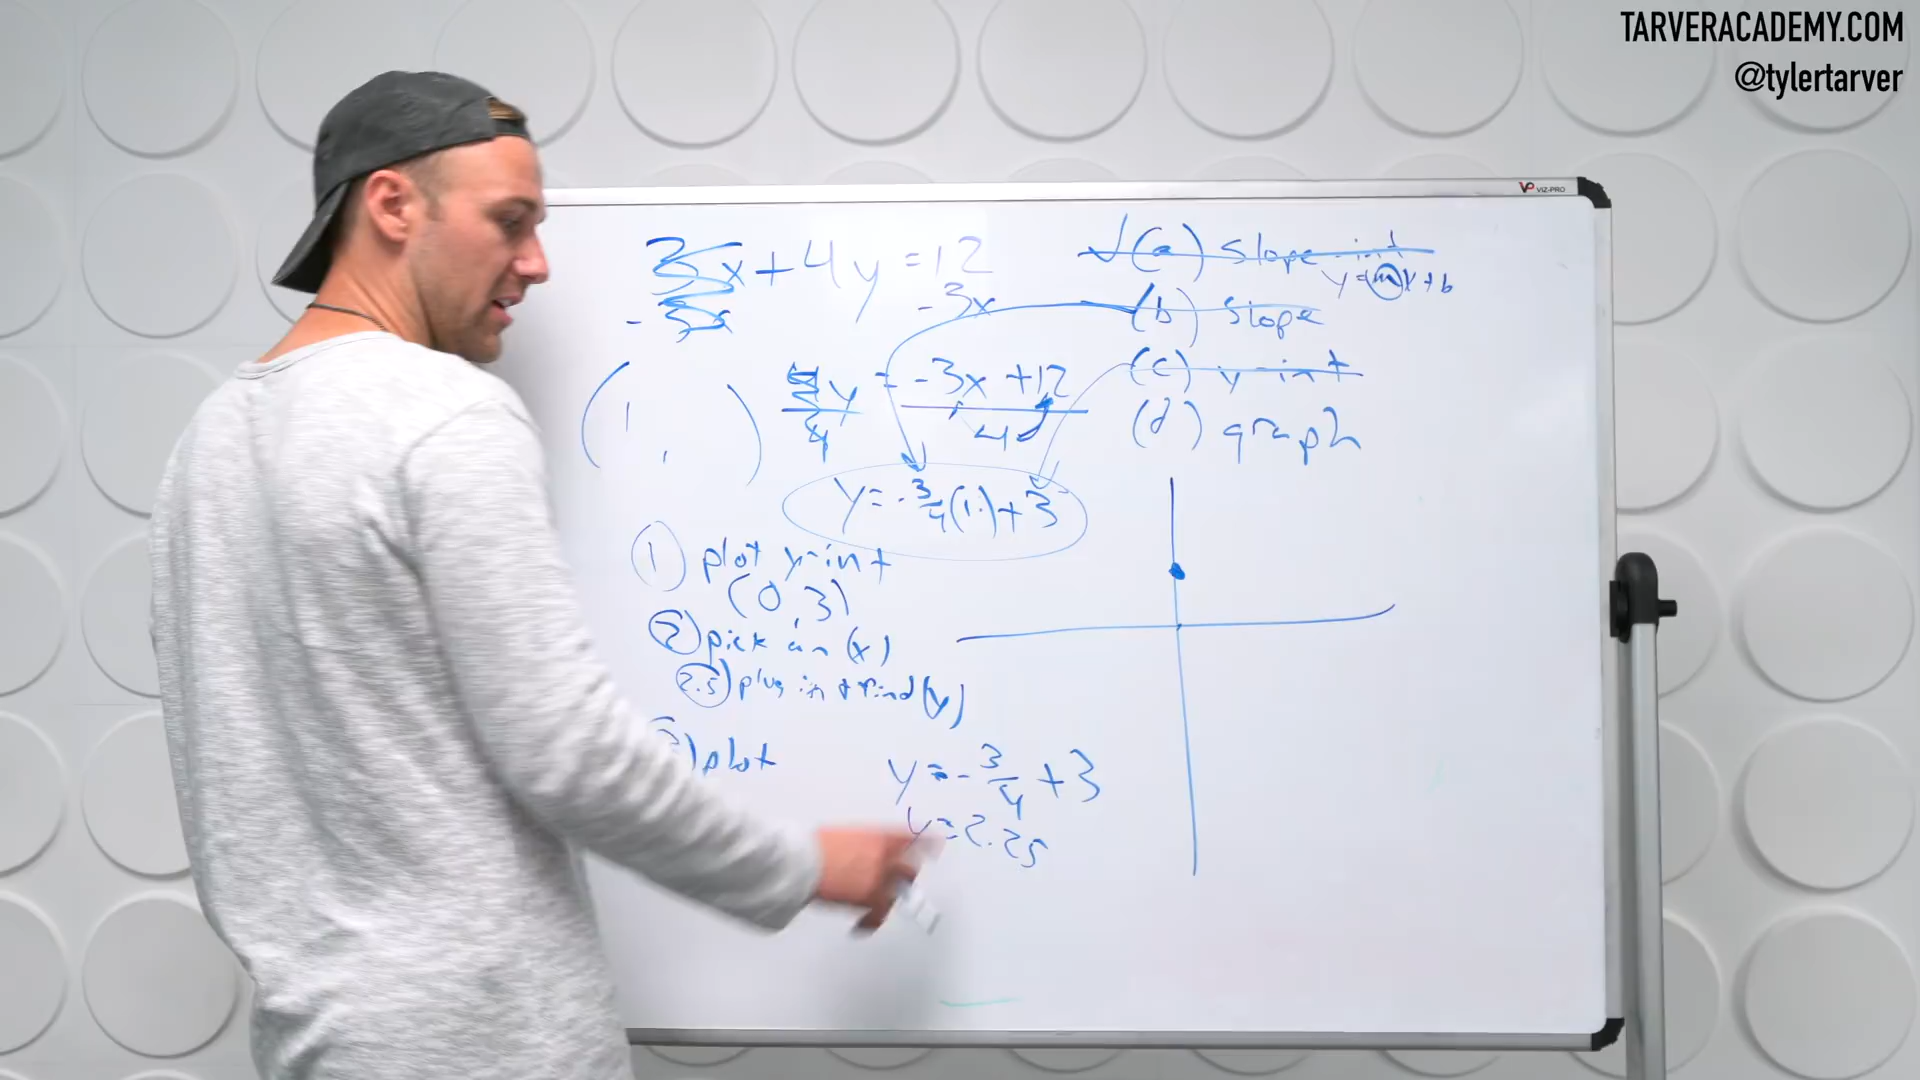 TARVERACADEMY.COM
@tylertarver
VIZ-PRO
3x + 4y = 12
- 3x - 3x
√(a) slope-int
y = mx + b
(b) slope
(c) y-int
(d) graph
4y = -3x + 12
4 4
( 1 , )
y = -3/4(1) + 3
1) plot y-int
(0, 3)
2) pick an (x)
2.5) plug in + find (y)
) plot
y = -3/4 + 3
y = 2.25